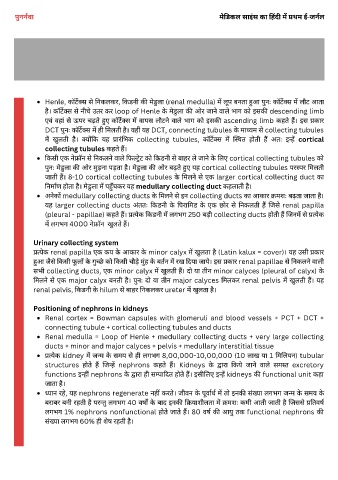 पुनर्नवा
मेडिकल साइंस का हिंदी में प्रथम ई-जर्नल
• Henle, कॉर्टेक्स से निकलकर, किडनी की मेडुला (renal medulla) में लूप बनता हुआ पुनः कॉर्टेक्स में लौट आता
है। कॉर्टेक्स से नीचे उतर कर loop of Henle के मेडुला की ओर जाने वाले भाग को इसकी descending limb
एवं वहां से ऊपर चढ़ते हुए कॉर्टेक्स में वापस लौटने वाले भाग को इसकी ascending limb कहते हैं। इस प्रकार
DCT पुनः कॉर्टेक्स में ही मिलती है। वहीं यह DCT, connecting tubules के माध्यम से collecting tubules
में खुलती है। क्योंकि यह प्रारंभिक collecting tubules, कॉर्टेक्स में स्थित होती हैं अतः इन्हें cortical
collecting tubules कहते हैं।
• किसी एक नेफ्रॉन से निकलने वाले फिल्ट्रेट को किडनी से बाहर ले जाने के लिए cortical collecting tubules को
पुनः मेडुला की ओर मुड़ना पड़ता है। मेडुला की ओर बढ़ते हुए यह cortical collecting tubules परस्पर मिलती
जाती है। 8-10 cortical collecting tubules के मिलने से एक larger cortical collecting duct का
निर्माण होता है। मेडुला में पहुँचकर यह medullary collecting duct कहलाती है।
• अनेकों medullary collecting ducts के मिलने से इन collecting ducts का आकार क्रमशः बढ़ता जाता है।
यह larger collecting ducts अंततः किडनी के पिरामिड के एक छोर से निकलती हैं जिसे renal papilla
(pleural - papillae) कहते हैं। प्रत्येक किडनी में लगभग 250 बड़ी collecting ducts होती हैं जिनमें से प्रत्येक
में लगभग 4000 नेफ्रॉन खुलते हैं।
Urinary collecting system
प्रत्येक renal papilla एक कप के आकार के minor calyx में खुलता है (Latin kalux = cover)। यह उसी प्रकार
हुआ जैसे किसी फूलों के गुच्छे को किसी चौड़े मुंह के बर्तन में रख दिया जाये। इस प्रकार renal papillae से निकलने वाली
सभी collecting ducts, एक minor calyx में खुलती हैं। दो या तीन minor calyces (pleural of calyx) के
मिलने से एक major calyx बनती है। पुनः दो या तीन major calyces मिलकर renal pelvis में खुलती हैं। यह
renal pelvis, किडनी के hilum से बाहर निकलकर ureter में खुलता है।
Positioning of nephrons in kidneys
• Renal cortex = Bowman capsules with glomeruli and blood vessels + PCT + DCT +
connecting tubule + cortical collecting tubules and ducts
• Renal medulla = Loop of Henle + medullary collecting ducts + very large collecting
ducts + minor and major calyces + pelvis + medullary interstitial tissue
• प्रत्येक kidney में जन्म के समय से ही लगभग 8,00,000-10,00,000 (10 लाख या 1 मिलियन) tubular
structures होते हैं जिन्हें nephrons कहते हैं। Kidneys के द्वारा किये जाने वाले समस्त excretory
functions इन्हीं nephrons के द्वारा ही सम्पादित होते हैं। इसीलिए इन्हें kidneys की functional unit कहा
जाता है।
• ध्यान रहे, यह nephrons regenerate नहीं करते। जीवन के पूर्वार्ध में तो इनकी संख्या लगभग जन्म के समय के
बराबर बनी रहती है परन्तु लगभग 40 वर्षों के बाद इनकी क्रियाशीलता में क्रमशः कमी आती जाती है जिससे प्रतिवर्ष
लगभग 1% nephrons nonfunctional होते जाते हैं। 80 वर्ष की आयु तक functional nephrons की
संख्या लगभग 60% ही शेष रहती है।